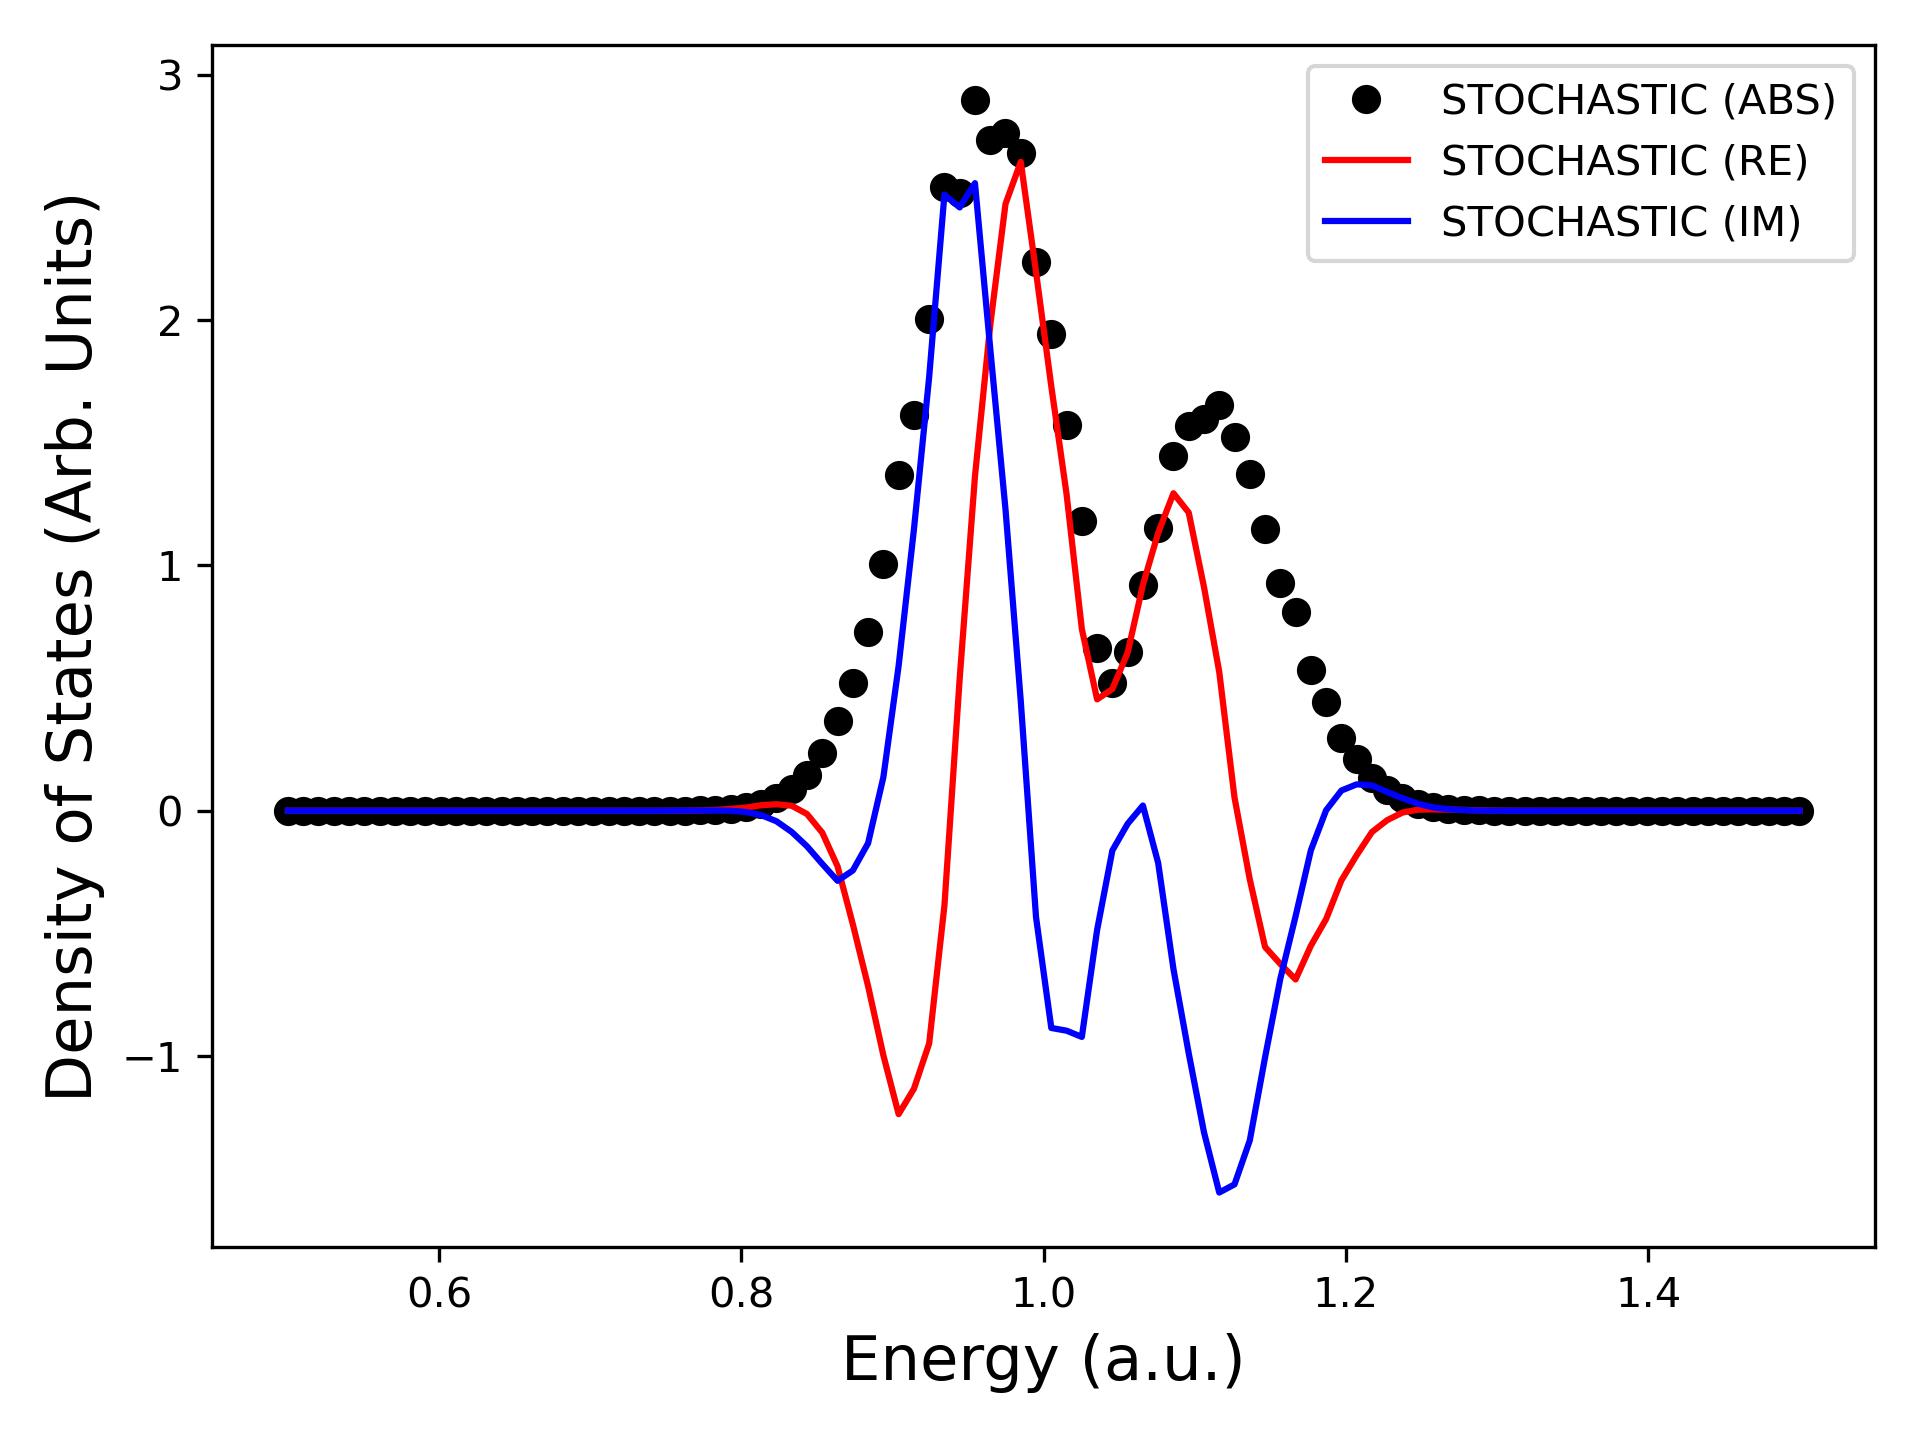 3
2
1
0
−1
Density of States (Arb. Units)
STOCHASTIC (ABS)
STOCHASTIC (RE)
STOCHASTIC (IM)
0.6 0.8 1.0 1.2 1.4
Energy (a.u.)